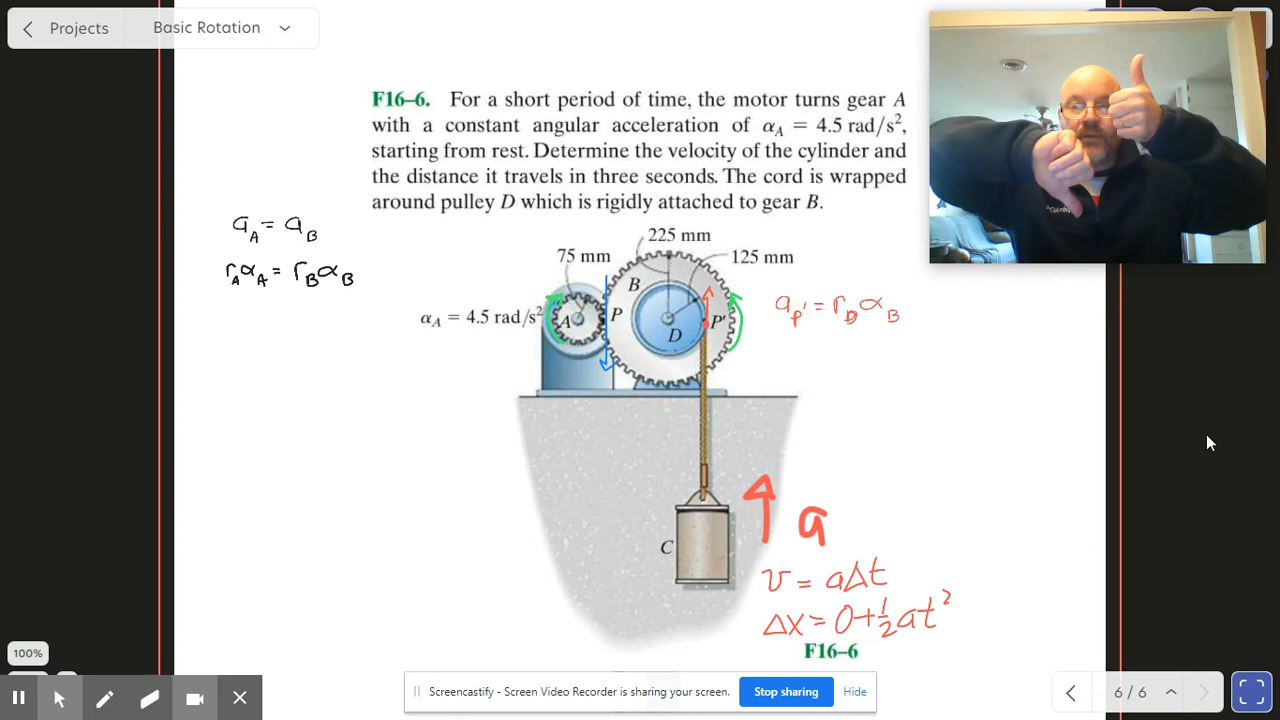 Projects
Basic Rotation
F16–6. For a short period of time, the motor turns gear A
with a constant angular acceleration of αA = 4.5 rad/s²,
starting from rest. Determine the velocity of the cylinder and
the distance it travels in three seconds. The cord is wrapped
around pulley D which is rigidly attached to gear B.
aA = aB
rAαA = rBαB
225 mm
75 mm
125 mm
B
αA = 4.5 rad/s²
A
P
D
P'
aP' = rDαB
C
a
v = aΔt
Δx = 0+½at²
F16–6
100%
Screencastify - Screen Video Recorder is sharing your screen.
Stop sharing
Hide
6 / 6